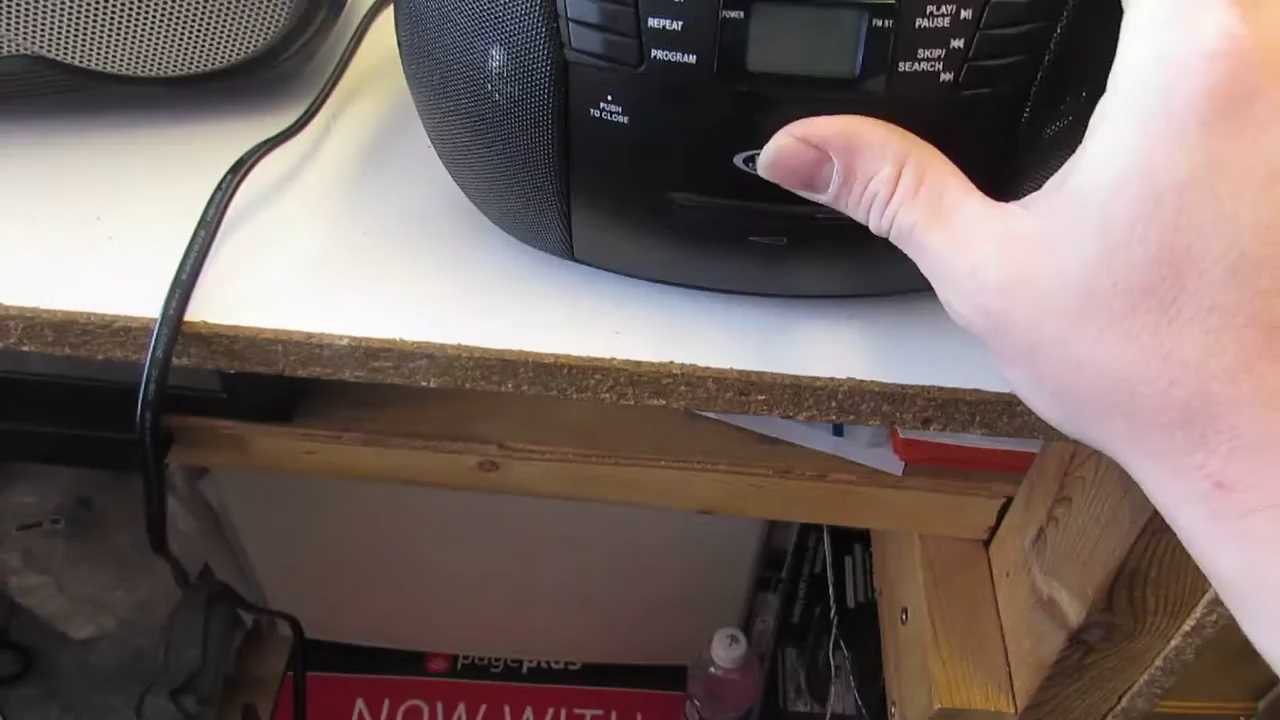 POWER
REPEAT
PROGRAM
PUSH
TO CLOSE
FM ST.
PLAY/
PAUSE
SKIP/
SEARCH
pageplus
NOW WITH